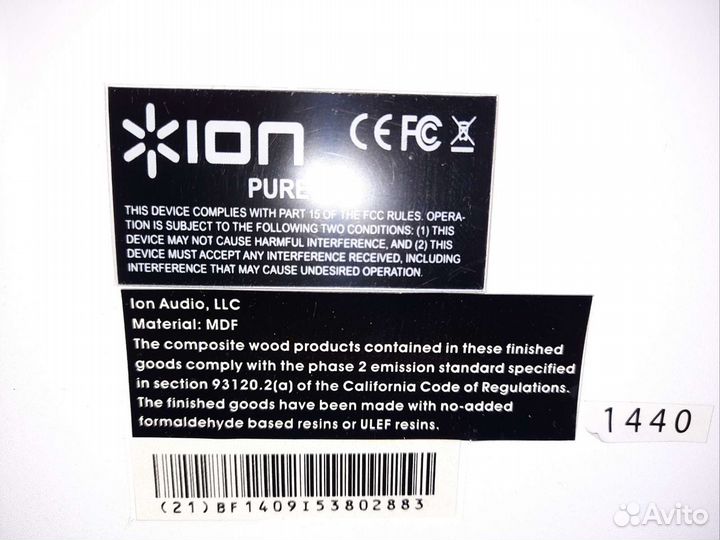 ION CE FC
PURE
THIS DEVICE COMPLIES WITH PART 15 OF THE FCC RULES. OPERA-
TION IS SUBJECT TO THE FOLLOWING TWO CONDITIONS: (1) THIS
DEVICE MAY NOT CAUSE HARMFUL INTERFERENCE, AND (2) THIS
DEVICE MUST ACCEPT ANY INTERFERENCE RECEIVED, INCLUDING
INTERFERENCE THAT MAY CAUSE UNDESIRED OPERATION.
Ion Audio, LLC
Material: MDF
The composite wood products contained in these finished
goods comply with the phase 2 emission standard specified
in section 93120.2(a) of the California Code of Regulations.
The finished goods have been made with no-added
formaldehyde based resins or ULEF resins.
1440
(21)BF1409I53802883
Avito